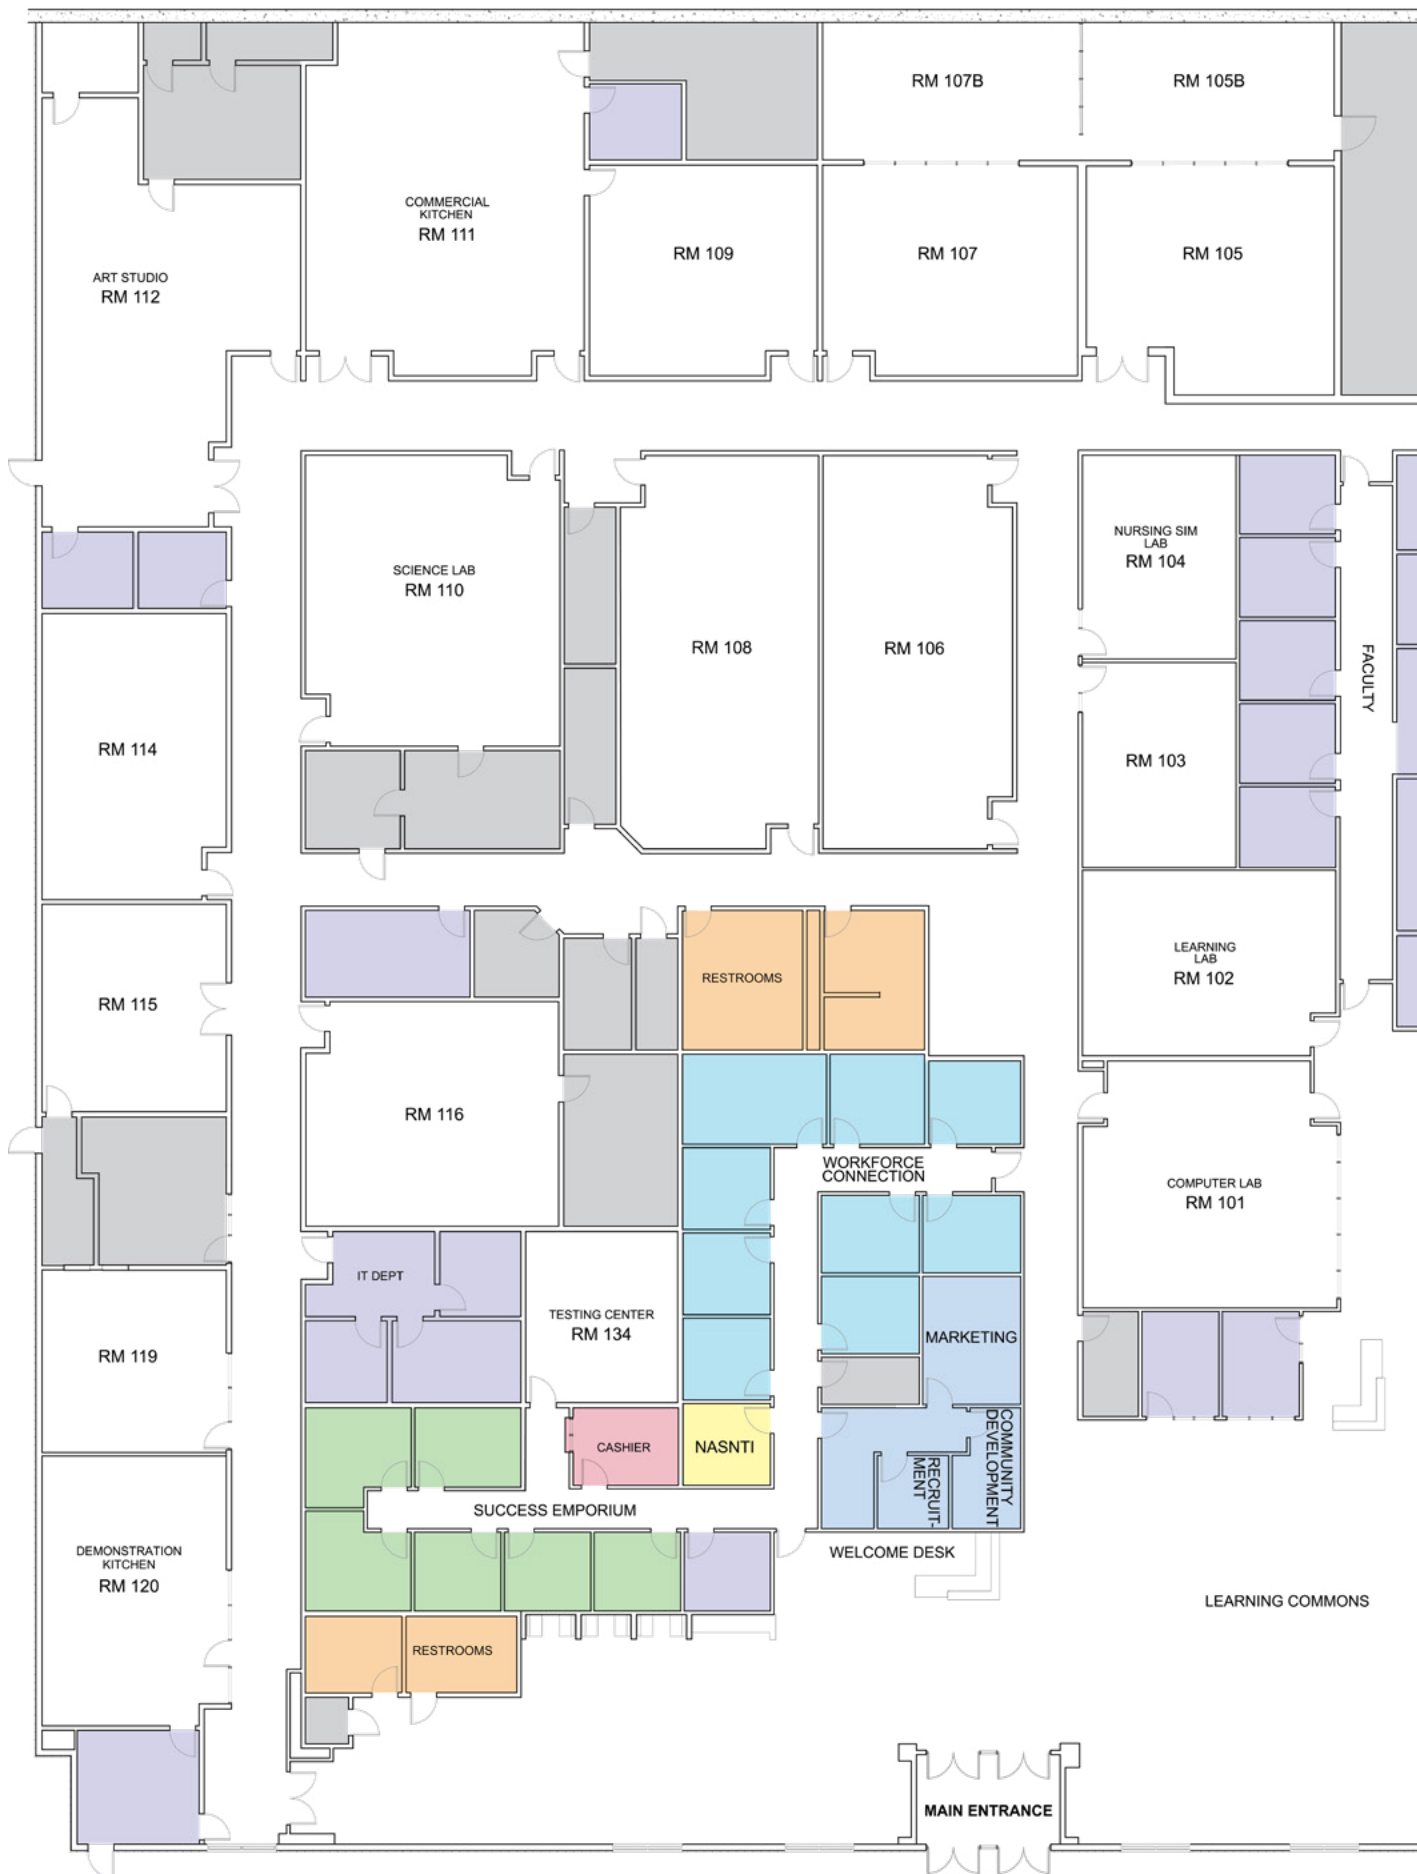 RM 107B
RM 105B
COMMERCIAL
KITCHEN
RM 111
RM 109
RM 107
RM 105
ART STUDIO
RM 112
SCIENCE LAB
RM 110
RM 108
RM 106
NURSING SIM
LAB
RM 104
FACULTY
RM 114
RM 103
RM 115
RESTROOMS
LEARNING
LAB
RM 102
RM 116
WORKFORCE
CONNECTION
COMPUTER LAB
RM 101
IT DEPT
TESTING CENTER
RM 134
MARKETING
RM 119
CASHIER
NASNTI
COMMUNITY
DEVELOPMENT
RECRUIT-
MENT
SUCCESS EMPORIUM
DEMONSTRATION
KITCHEN
RM 120
WELCOME DESK
LEARNING COMMONS
RESTROOMS
MAIN ENTRANCE